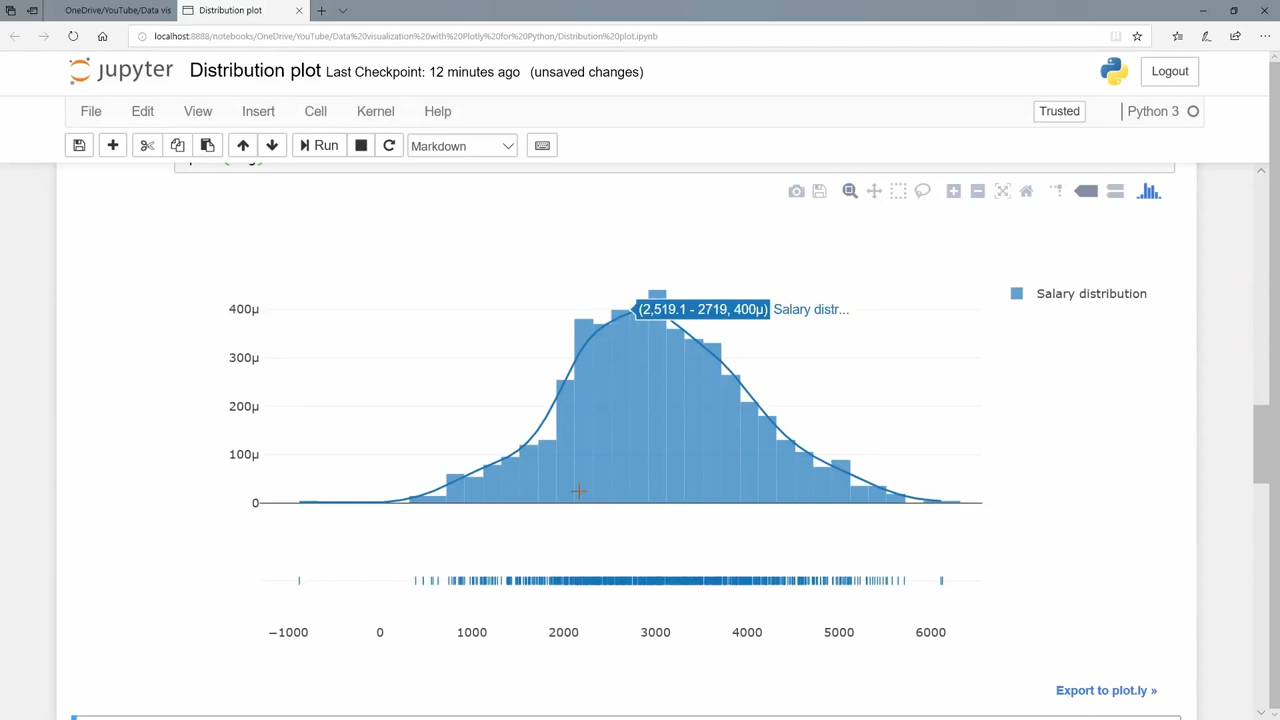 OneDrive/YouTube/Data vis
Distribution plot
localhost:8888/notebooks/OneDrive/YouTube/Data%20visualization%20with%20Plotly%20for%20Python/Distribution%20plot.ipynb
jupyter Distribution plot Last Checkpoint: 12 minutes ago (unsaved changes)
Logout
File Edit View Insert Cell Kernel Help
Trusted
Python 3
Run
Markdown
400µ
300µ
200µ
100µ
0
(2,519.1 - 2719, 400µ) Salary distr...
Salary distribution
−1000 0 1000 2000 3000 4000 5000 6000
Export to plot.ly »